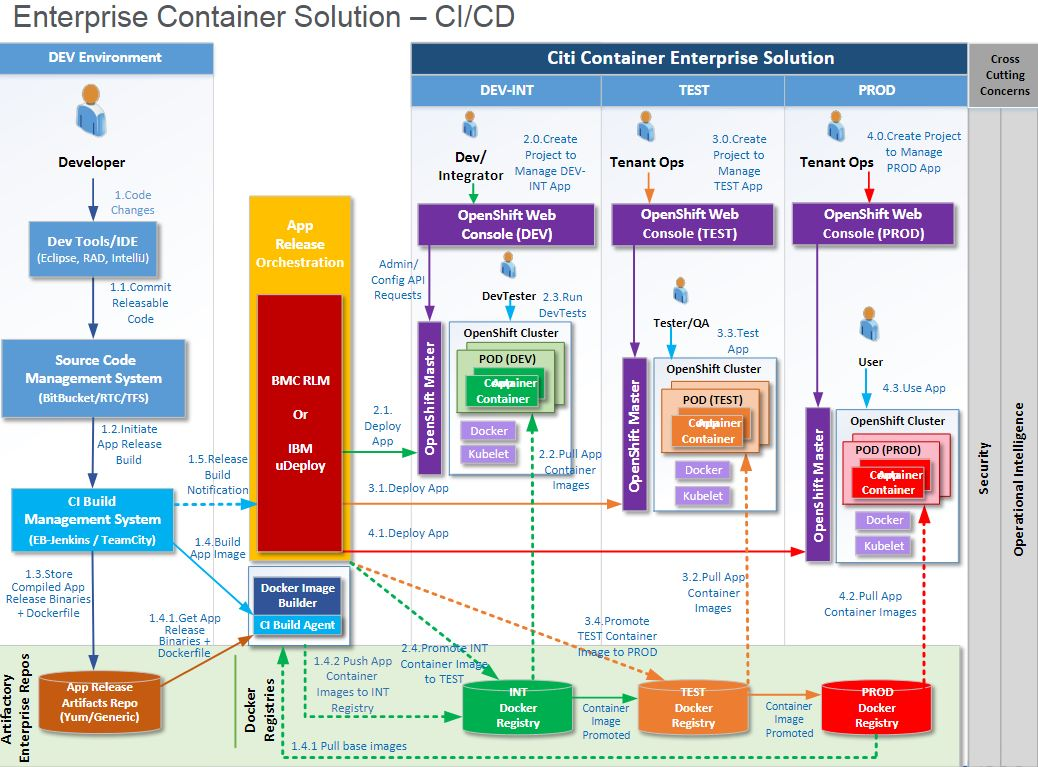 Enterprise Container Solution – CI/CD
DEV Environment
Citi Container Enterprise Solution
Cross
Cutting
Concerns
DEV-INT
TEST
PROD
Developer
1.Code
Changes
Dev Tools/IDE
(Eclipse, RAD, IntelliJ)
1.1.Commit
Releasable
Code
Source Code
Management System
(BitBucket/RTC/TFS)
1.2.Initiate
App Release
Build
1.5.Release
Build
Notification
CI Build
Management System
(EB-Jenkins / TeamCity)
1.4.Build
App Image
1.3.Store
Compiled App
Release Binaries
+ Dockerfile
1.4.1.Get App
Release
Binaries +
Dockerfile
App
Release
Orchestration
BMC RLM
Or
IBM
uDeploy
Docker Image
Builder
CI Build Agent
Dev/
Integrator
2.0.Create
Project to
Manage DEV-
INT App
OpenShift Web
Console (DEV)
Admin/
Config API
Requests
DevTester
2.3.Run
DevTests
OpenShift Master
OpenShift Cluster
POD (DEV)
App
Container
Container
Docker
Kubelet
2.1.
Deploy
App
2.2.Pull App
Container
Images
Tenant Ops
3.0.Create
Project to
Manage
TEST App
OpenShift Web
Console (TEST)
Tester/QA
3.3.Test
App
OpenShift Master
OpenShift Cluster
POD (TEST)
App
Container
Container
Docker
Kubelet
3.1.Deploy App
3.2.Pull App
Container
Images
Tenant Ops
4.0.Create Project
to Manage
PROD App
OpenShift Web
Console (PROD)
User
4.3.Use App
OpenShift Master
OpenShift Cluster
POD (PROD)
App
Container
Container
Docker
Kubelet
4.1.Deploy App
4.2.Pull App
Container Images
Security
Operational Intelligence
3.4.Promote
TEST Container
Image to PROD
2.4.Promote INT
Container Image
to TEST
1.4.2 Push App
Container
Images to INT
Registry
Artifactory
Enterprise Repos
App Release
Artifacts Repo
(Yum/Generic)
Docker
Registries
INT
Docker
Registry
Container
Image
Promoted
TEST
Docker
Registry
Container
Image
Promoted
PROD
Docker
Registry
1.4.1 Pull base images